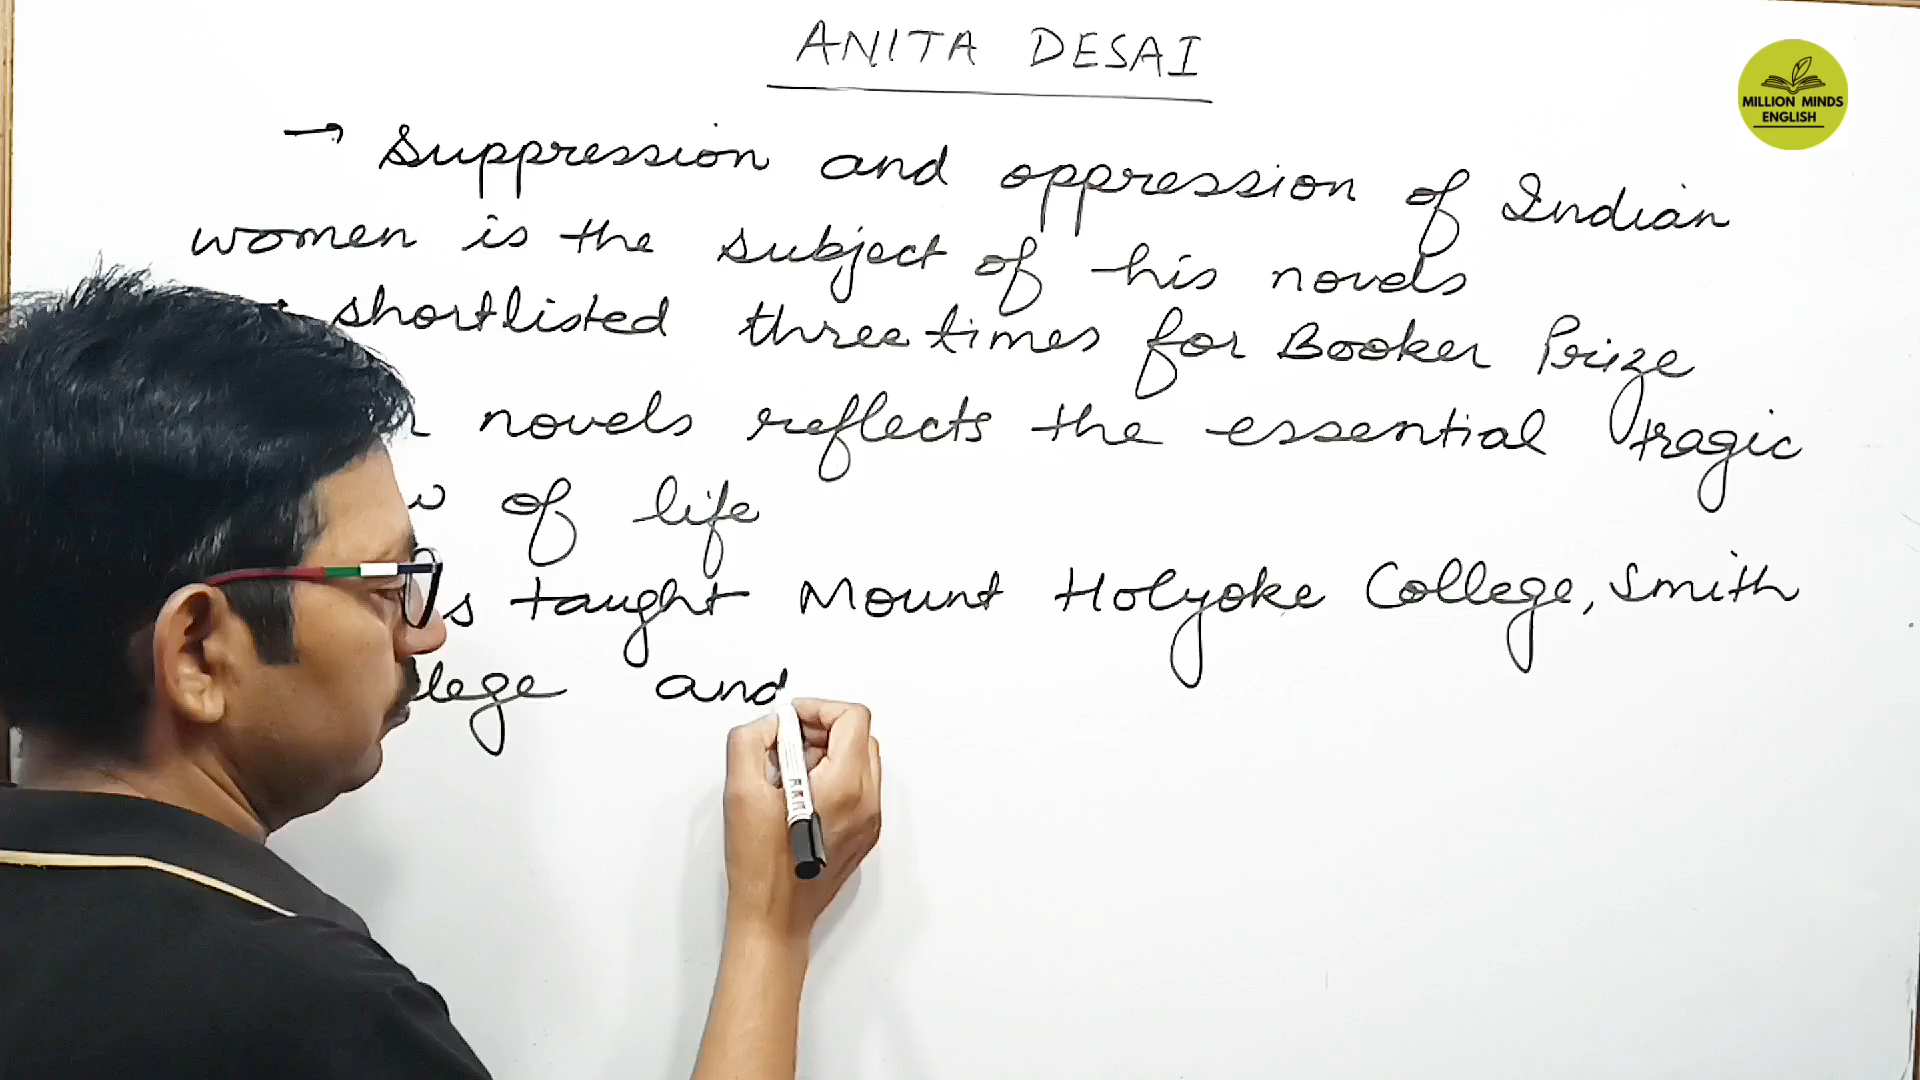 ANITA DESAI
MILLION MINDS
ENGLISH
→ Suppression and oppression of Indian
women is the subject of his novels
shortlisted three times for Booker Prize
novels reflects the essential tragic
of life
taught Mount Holyoke College, Smith
and